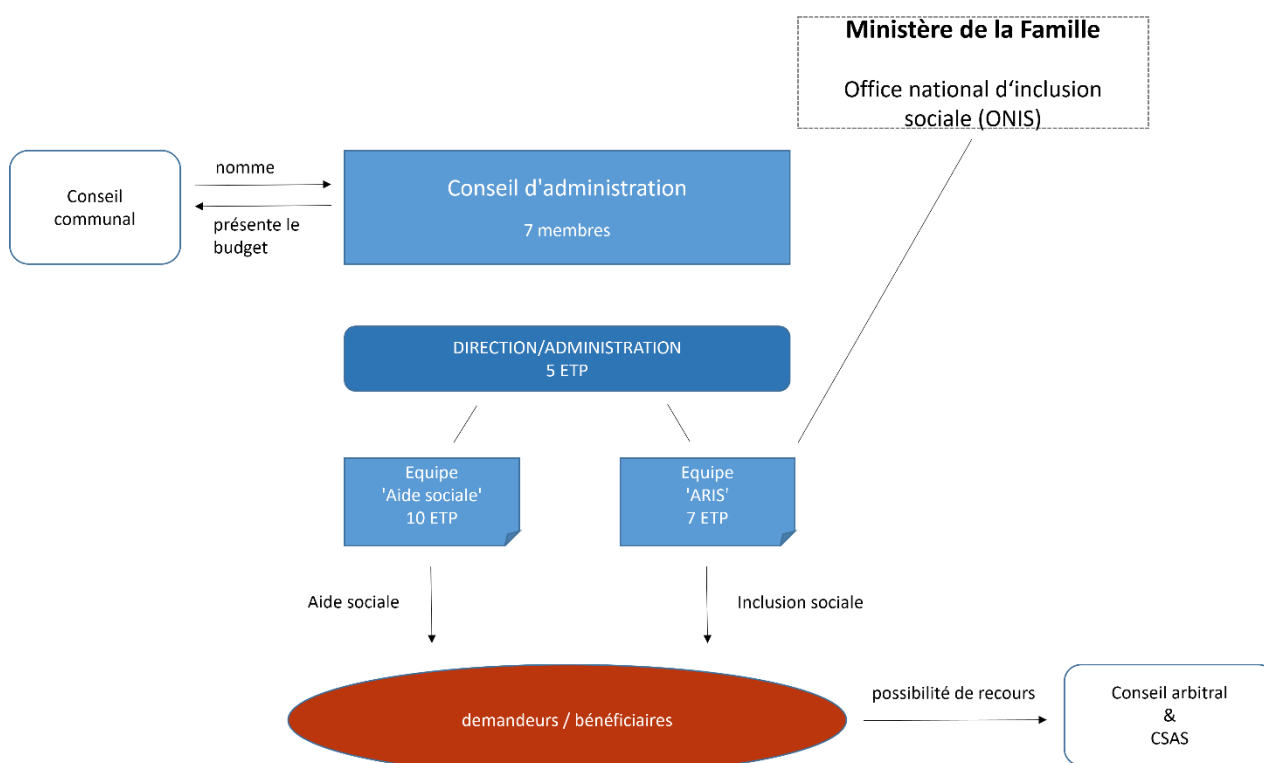 Ministère de la Famille
Office national d‘inclusion
sociale (ONIS)
Conseil
communal
nomme
présente le
budget
Conseil d'administration
7 membres
DIRECTION/ADMINISTRATION
5 ETP
Equipe
'Aide sociale'
10 ETP
Equipe
'ARIS'
7 ETP
Aide sociale
Inclusion sociale
demandeurs / bénéficiaires
possibilité de recours
Conseil arbitral
&
CSAS